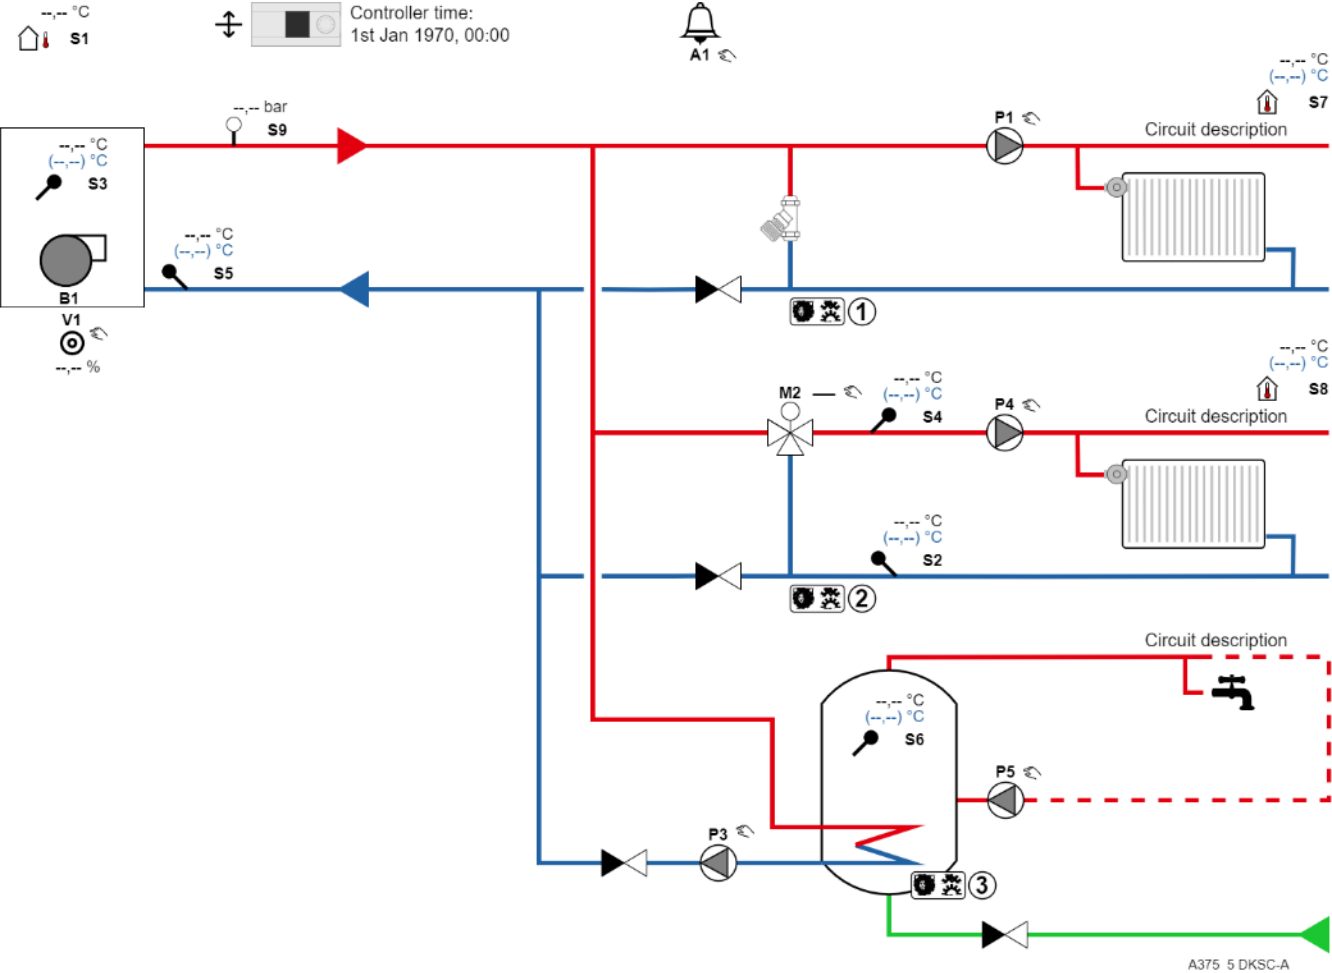 --,-- °C
S1
Controller time:
1st Jan 1970, 00:00
A1
--,-- °C
(--,--) °C
S7
--,-- bar
S9
P1
Circuit description
--,-- °C
(--,--) °C
S3
--,-- °C
(--,--) °C
S5
B1
V1
--,-- %
1
--,-- °C
(--,--) °C
S8
M2
--,-- °C
(--,--) °C
S4
P4
Circuit description
--,-- °C
(--,--) °C
S2
2
Circuit description
--,-- °C
(--,--) °C
S6
P5
P3
3
A375 5 DKSC-A